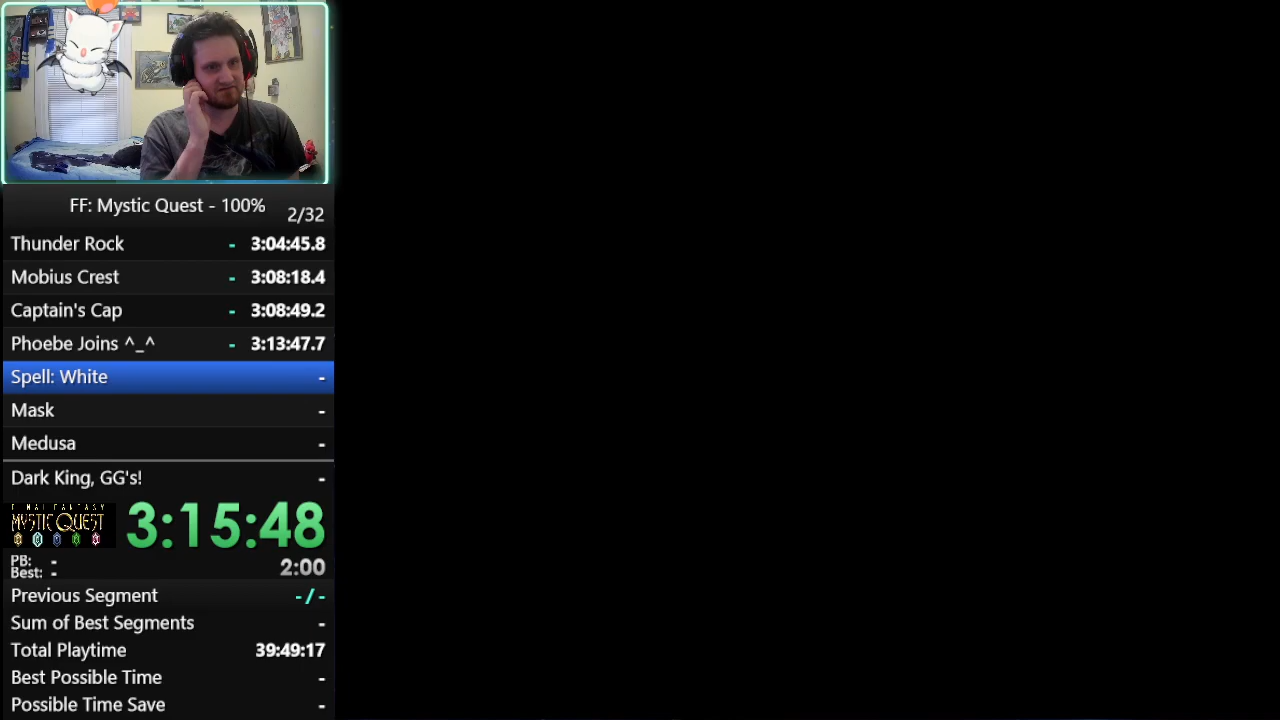 FF: Mystic Quest - 100%
2/32
Thunder Rock - 3:04:45.8
Mobius Crest - 3:08:18.4
Captain's Cap - 3:08:49.2
Phoebe Joins ^_^ - 3:13:47.7
Spell: White -
Mask -
Medusa -
Dark King, GG's! -
FINAL FANTASY
MYSTIC QUEST
3:15:48
PB: -
Best: -
2:00
Previous Segment - / -
Sum of Best Segments -
Total Playtime 39:49:17
Best Possible Time -
Possible Time Save -